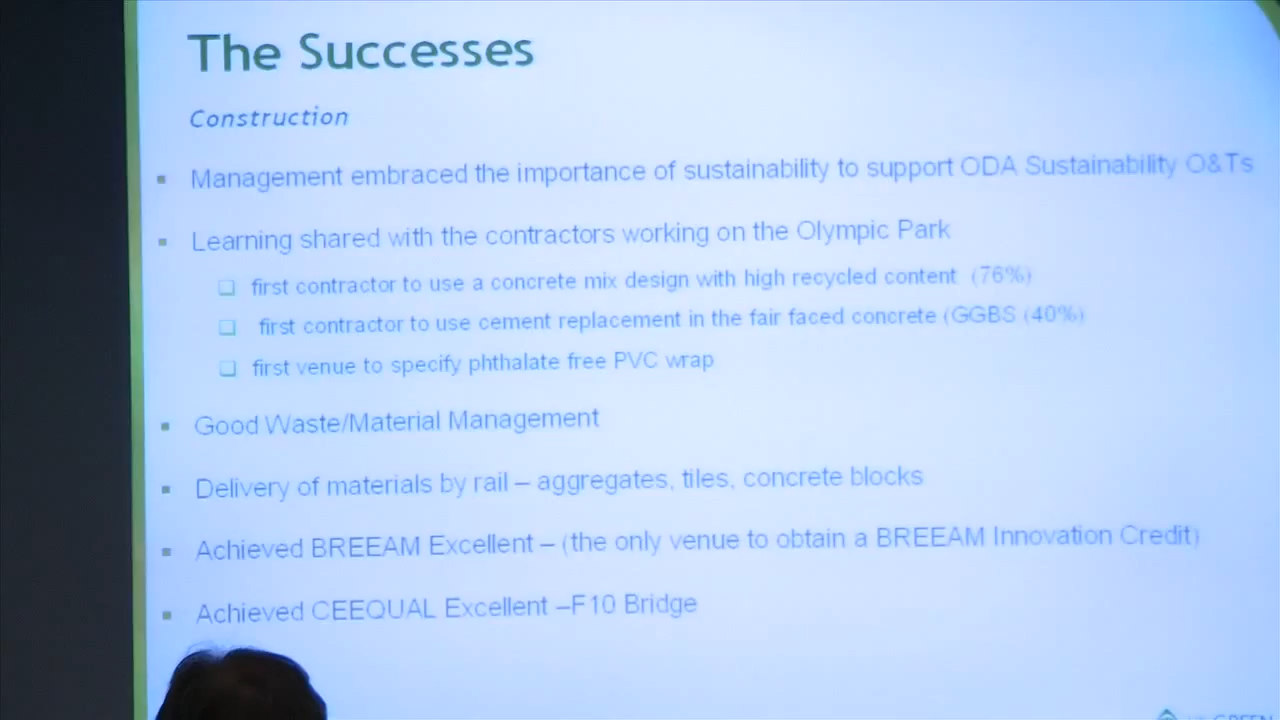 The Successes
Construction
Management embraced the importance of sustainability to support ODA Sustainability O&Ts
Learning shared with the contractors working on the Olympic Park
first contractor to use a concrete mix design with high recycled content (76%)
first contractor to use cement replacement in the fair faced concrete (GGBS (40%)
first venue to specify phthalate free PVC wrap
Good Waste/Material Management
Delivery of materials by rail – aggregates, tiles, concrete blocks
Achieved BREEAM Excellent – (the only venue to obtain a BREEAM Innovation Credit)
Achieved CEEQUAL Excellent –F10 Bridge